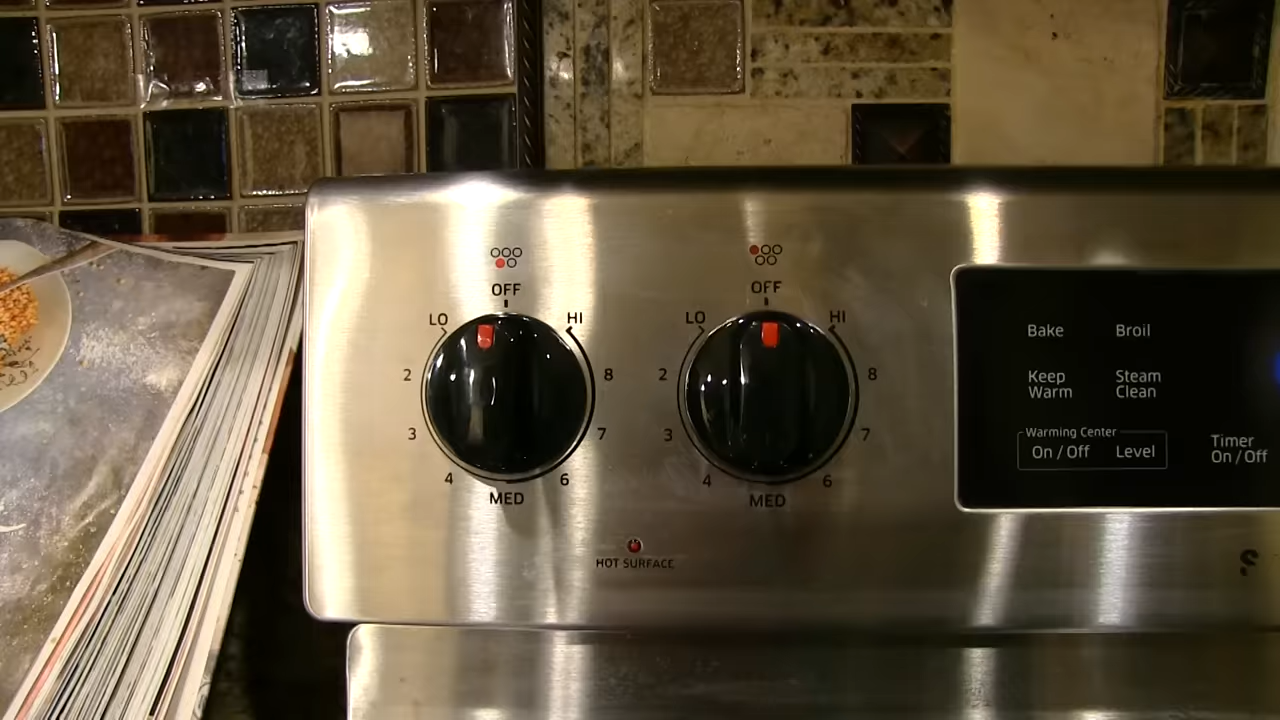 OFF
LO
HI
2
8
3
7
4
6
MED
OFF
LO
HI
2
8
3
7
4
6
MED
HOT SURFACE
Bake
Broil
Keep
Warm
Steam
Clean
Warming Center
On / Off
Level
Timer
On / Off